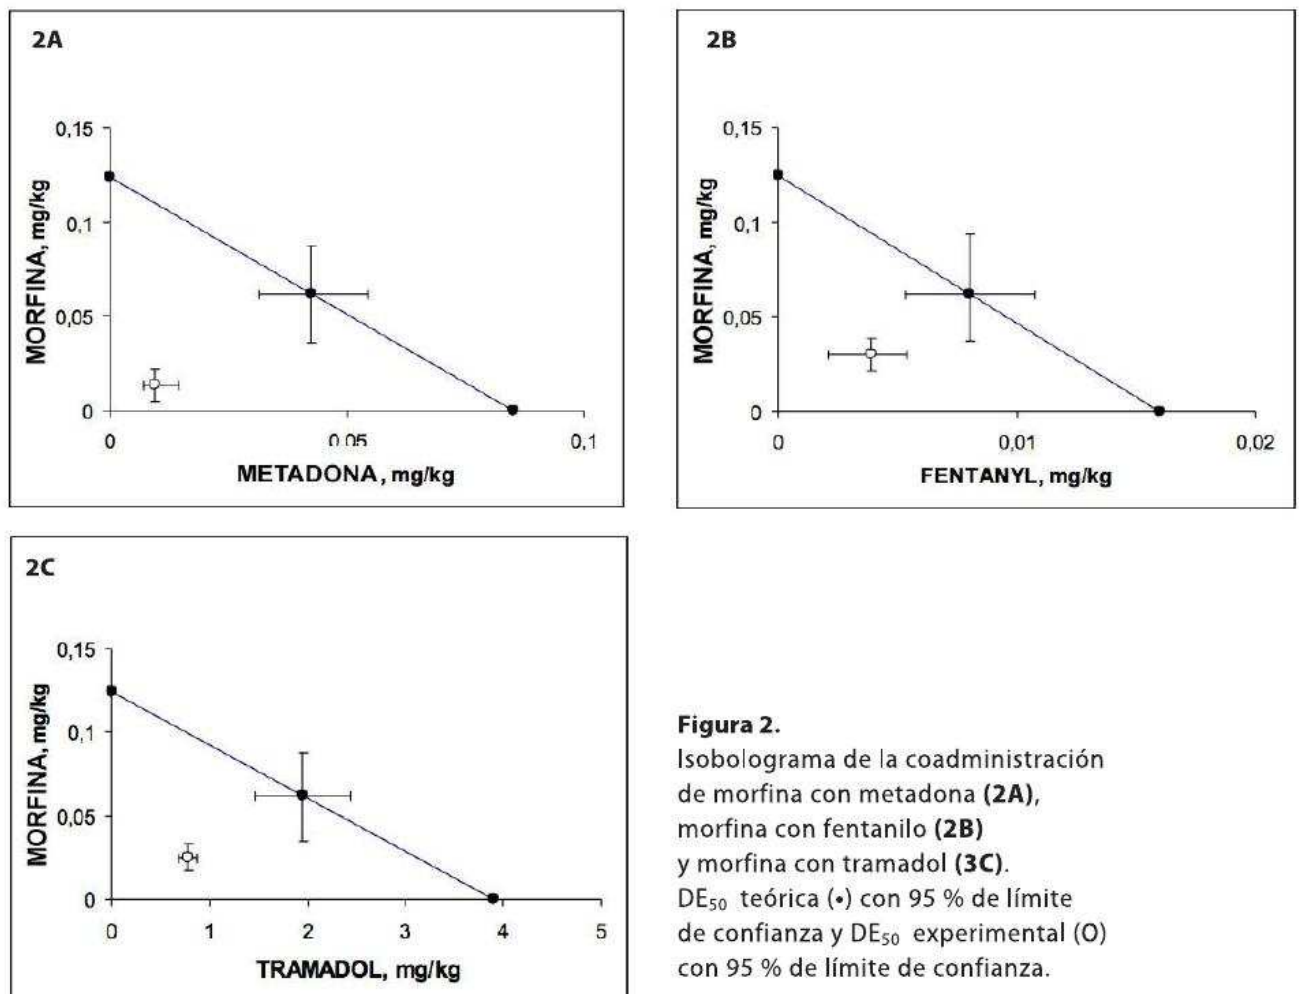 2A
0,15
0,1
0,05
0
MORFINA, mg/kg
0
0,05
0,1
METADONA, mg/kg
2B
0,15
0,1
0,05
0
MORFINA, mg/kg
0
0,01
0,02
FENTANYL, mg/kg
2C
0,15
0,1
0,05
0
MORFINA, mg/kg
0
1
2
3
4
5
TRAMADOL, mg/kg
Figura 2.
Isobolograma de la coadministración
de morfina con metadona (2A),
morfina con fentanilo (2B)
y morfina con tramadol (3C).
DE₅₀ teórica (•) con 95 % de límite
de confianza y DE₅₀ experimental (O)
con 95 % de límite de confianza.